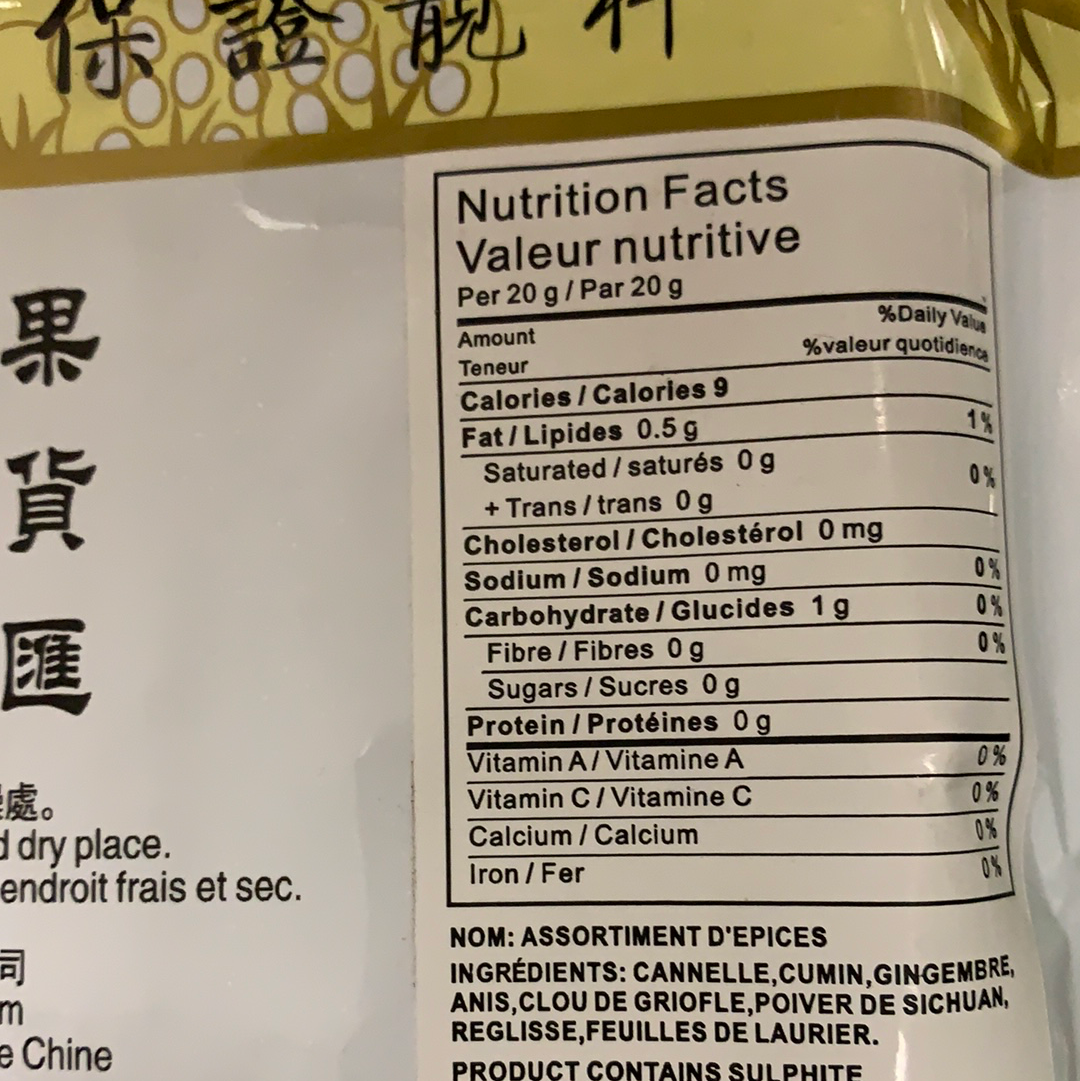 保證靚料
果
貨
匯
處。
dry place.
endroit frais et sec.
司
m
e Chine
Nutrition Facts
Valeur nutritive
Per 20 g / Par 20 g
Amount
% Daily Value
Teneur
% valeur quotidience
Calories / Calories 9
Fat / Lipides 0.5 g 1 %
Saturated / saturés 0 g
+ Trans / trans 0 g
0 %
Cholesterol / Cholestérol 0 mg
Sodium / Sodium 0 mg 0 %
Carbohydrate / Glucides 1 g 0 %
Fibre / Fibres 0 g 0 %
Sugars / Sucres 0 g
Protein / Protéines 0 g
Vitamin A / Vitamine A 0 %
Vitamin C / Vitamine C 0 %
Calcium / Calcium 0 %
Iron / Fer 0 %
NOM: ASSORTIMENT D'EPICES
INGRÉDIENTS: CANNELLE,CUMIN,GINGEMBRE,
ANIS,CLOU DE GRIOFLE,POIVER DE SICHUAN,
REGLISSE,FEUILLES DE LAURIER.
PRODUCT CONTAINS SULPHITE